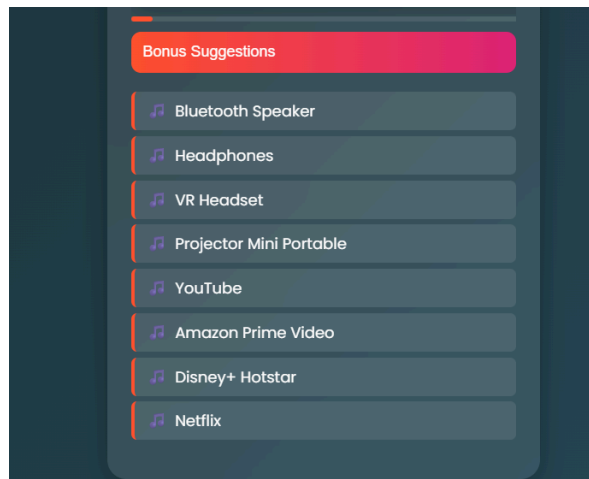 Bonus Suggestions
Bluetooth Speaker
Headphones
VR Headset
Projector Mini Portable
YouTube
Amazon Prime Video
Disney+ Hotstar
Netflix